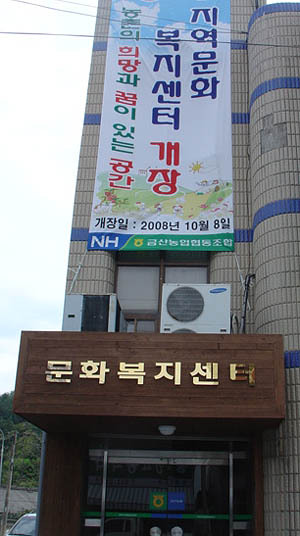 지역문화
복지센터 개장
농촌의 희망과 꿈이 있는 공간
개장일 : 2008년 10월 8일
NH 금산농업협동조합
문화복지센터
SAMSUNG